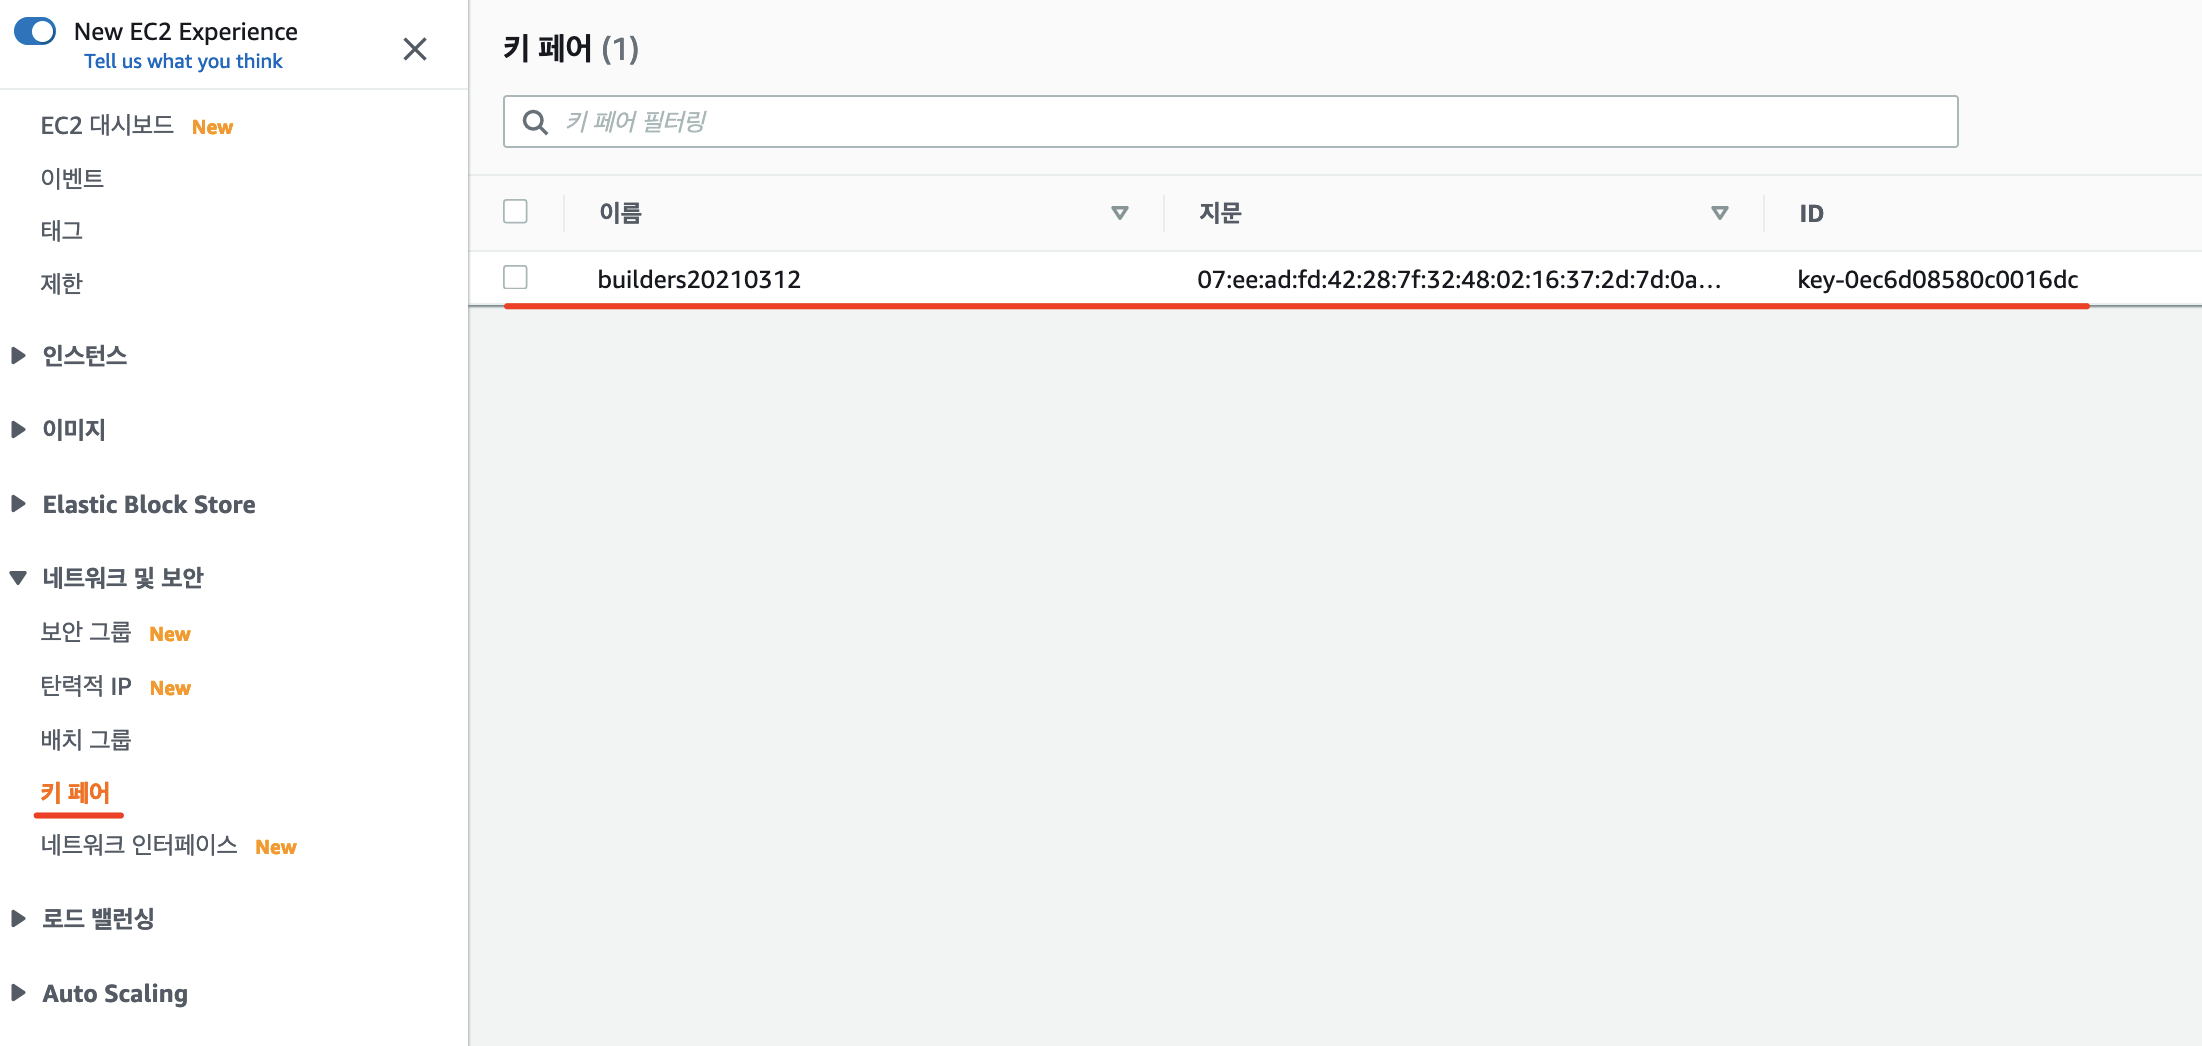 New EC2 Experience
Tell us what you think
EC2 대시보드 New
이벤트
태그
제한
인스턴스
이미지
Elastic Block Store
네트워크 및 보안
보안 그룹 New
탄력적 IP New
배치 그룹
키 페어
네트워크 인터페이스 New
로드 밸런싱
Auto Scaling
키 페어 (1)
키 페어 필터링
이름 지문 ID
builders20210312 07:ee:ad:fd:42:28:7f:32:48:02:16:37:2d:7d:0a... key-0ec6d08580c0016dc